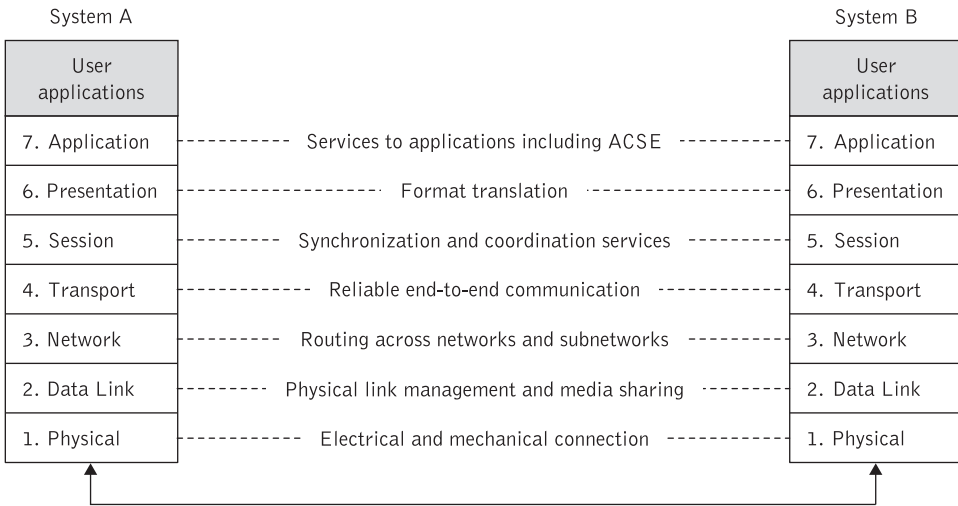 System A
System B
User
applications
User
applications
7. Application
Services to applications including ACSE
7. Application
6. Presentation
Format translation
6. Presentation
5. Session
Synchronization and coordination services
5. Session
4. Transport
Reliable end-to-end communication
4. Transport
3. Network
Routing across networks and subnetworks
3. Network
2. Data Link
Physical link management and media sharing
2. Data Link
1. Physical
Electrical and mechanical connection
1. Physical